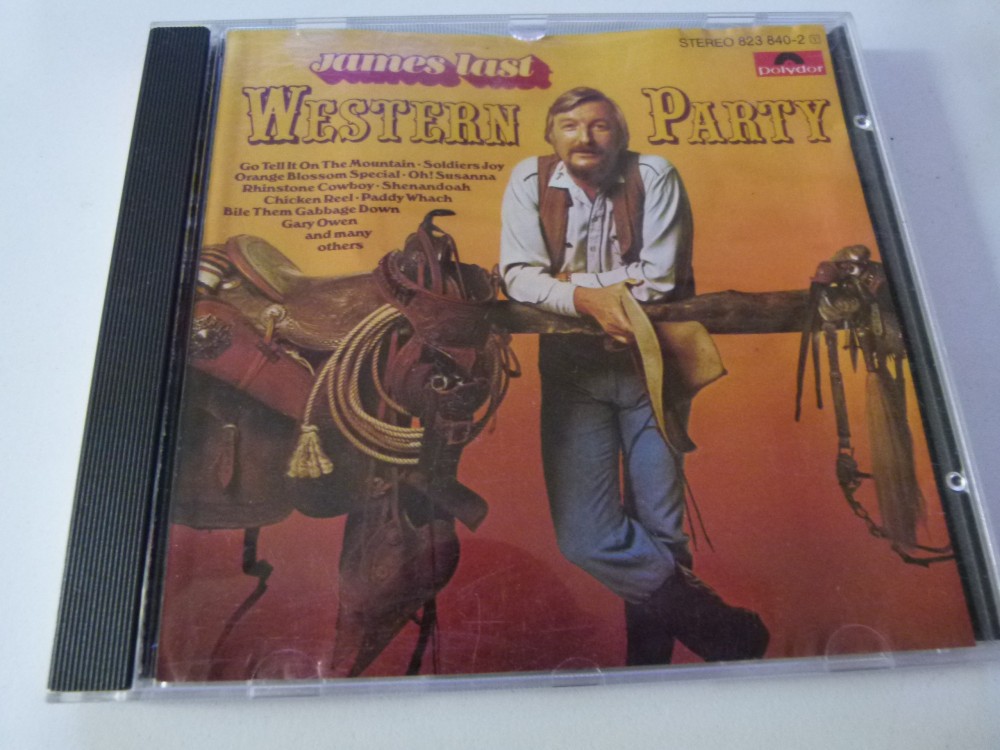 STEREO 823 840-2
Polydor
James Last
WESTERN PARTY
Go Tell It On The Mountain · Soldiers Joy
Orange Blossom Special · Oh! Susanna
Rhinstone Cowboy · Shenandoah
Chicken Reel · Paddy Whach
Bile Them Gabbage Down
Gary Owen
and many
others